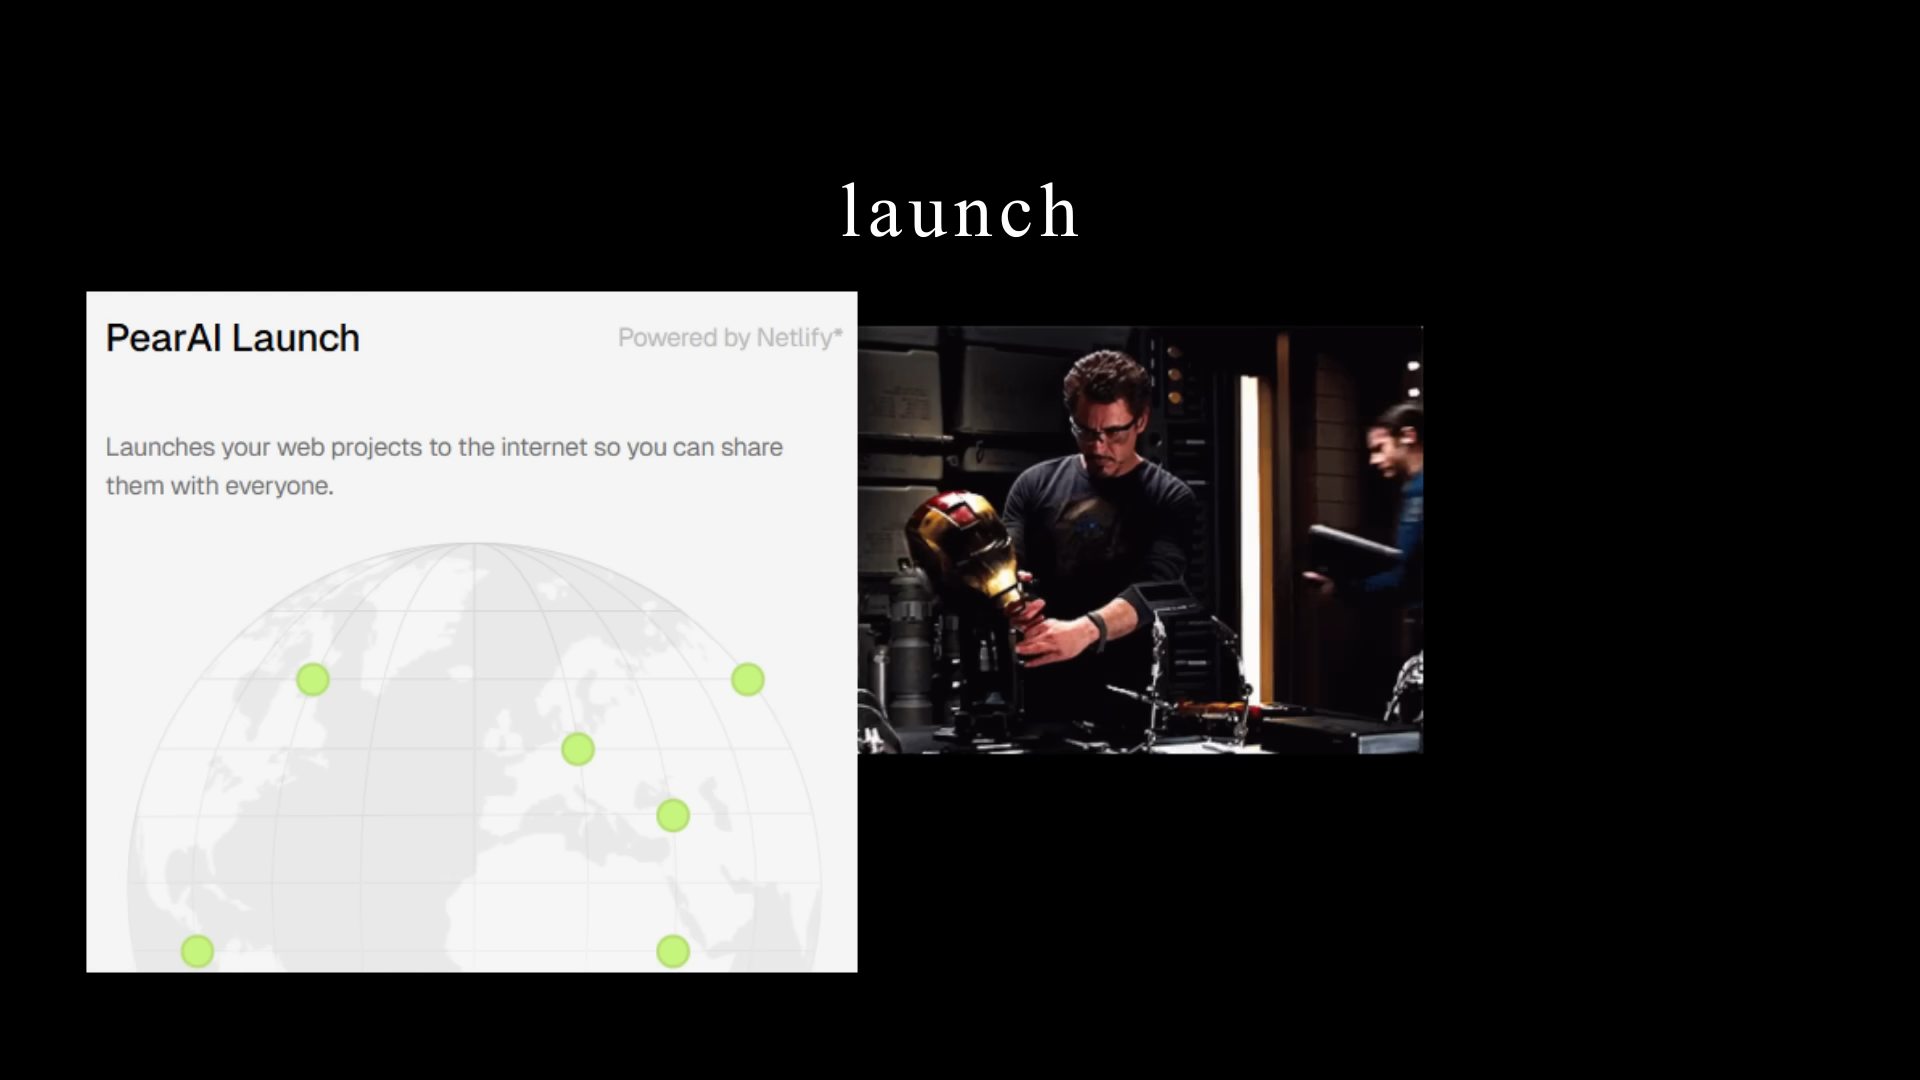 launch
PearAI Launch
Powered by Netlify*
Launches your web projects to the internet so you can share
them with everyone.